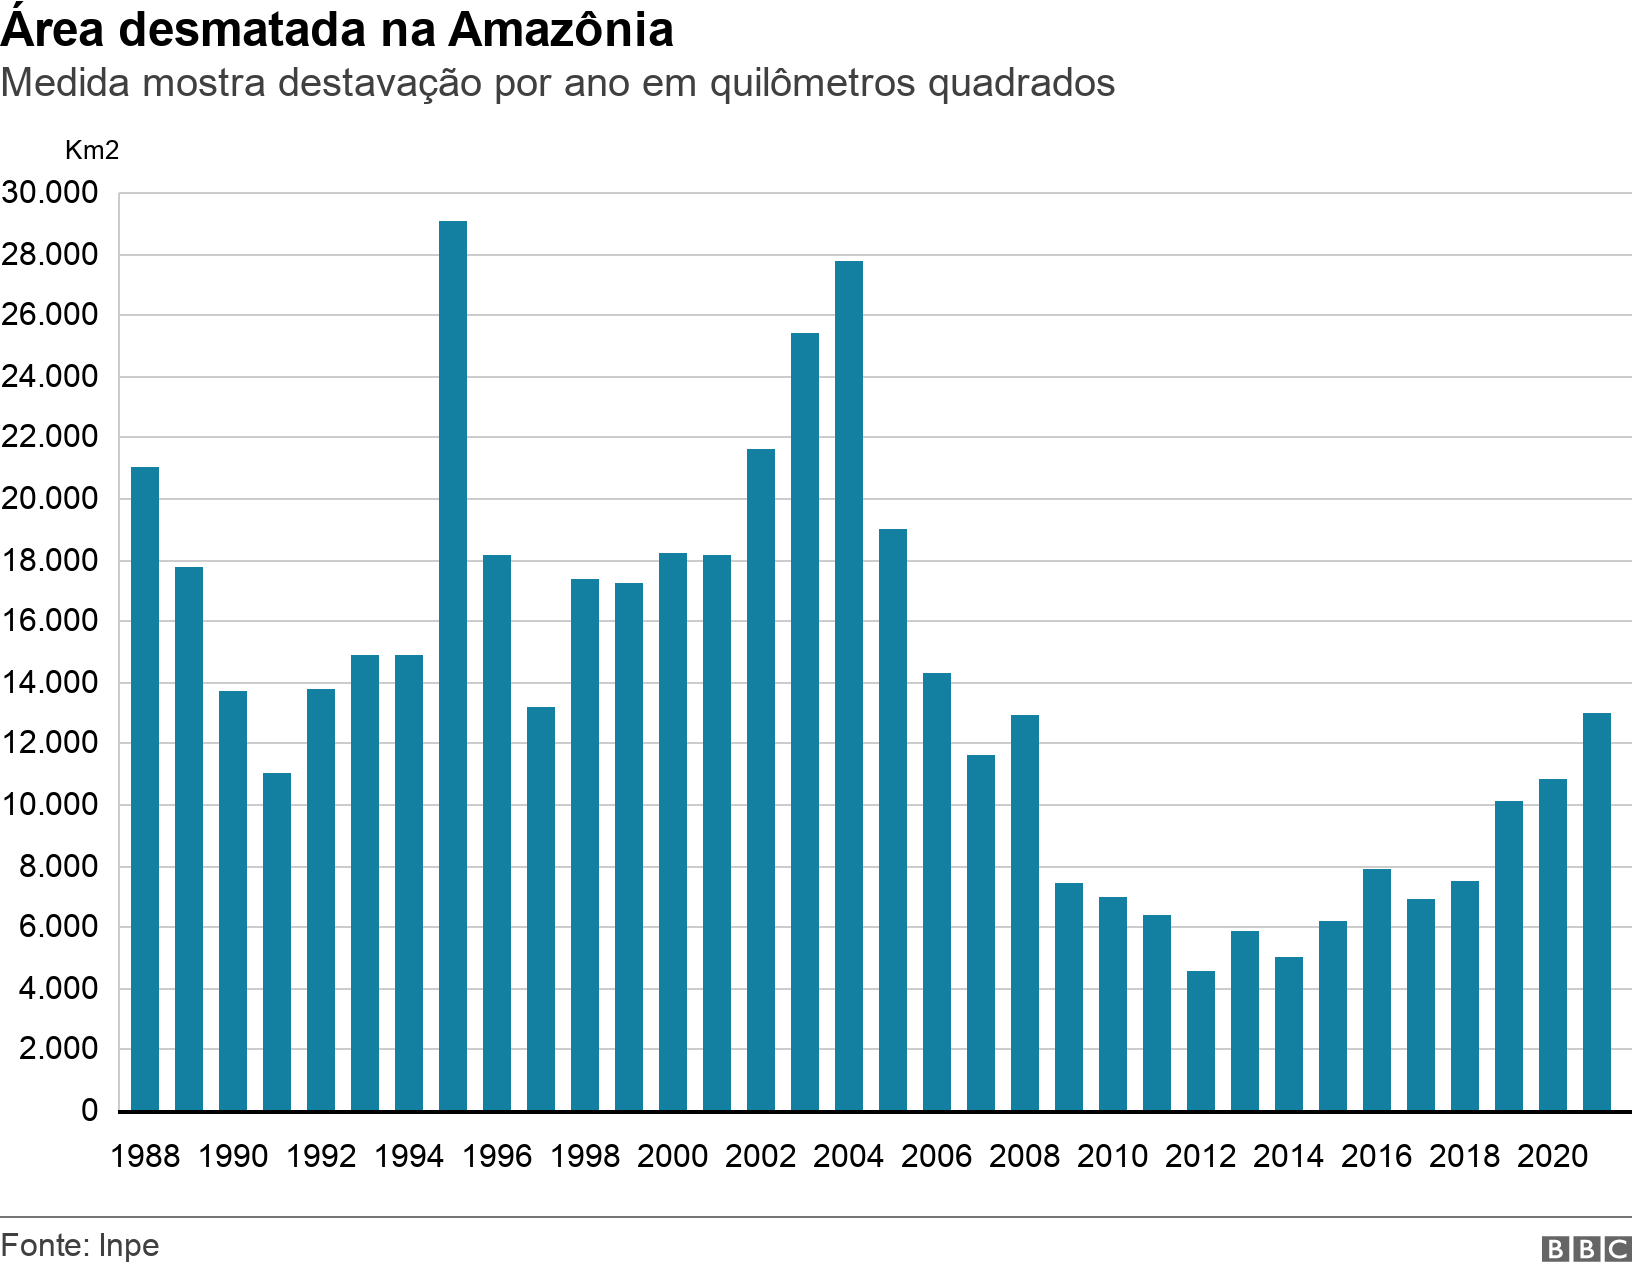 Área desmatada na Amazônia
Medida mostra destavação por ano em quilômetros quadrados
Km2
30.000
28.000
26.000
24.000
22.000
20.000
18.000
16.000
14.000
12.000
10.000
8.000
6.000
4.000
2.000
0
1988 1990 1992 1994 1996 1998 2000 2002 2004 2006 2008 2010 2012 2014 2016 2018 2020
Fonte: Inpe
BBC